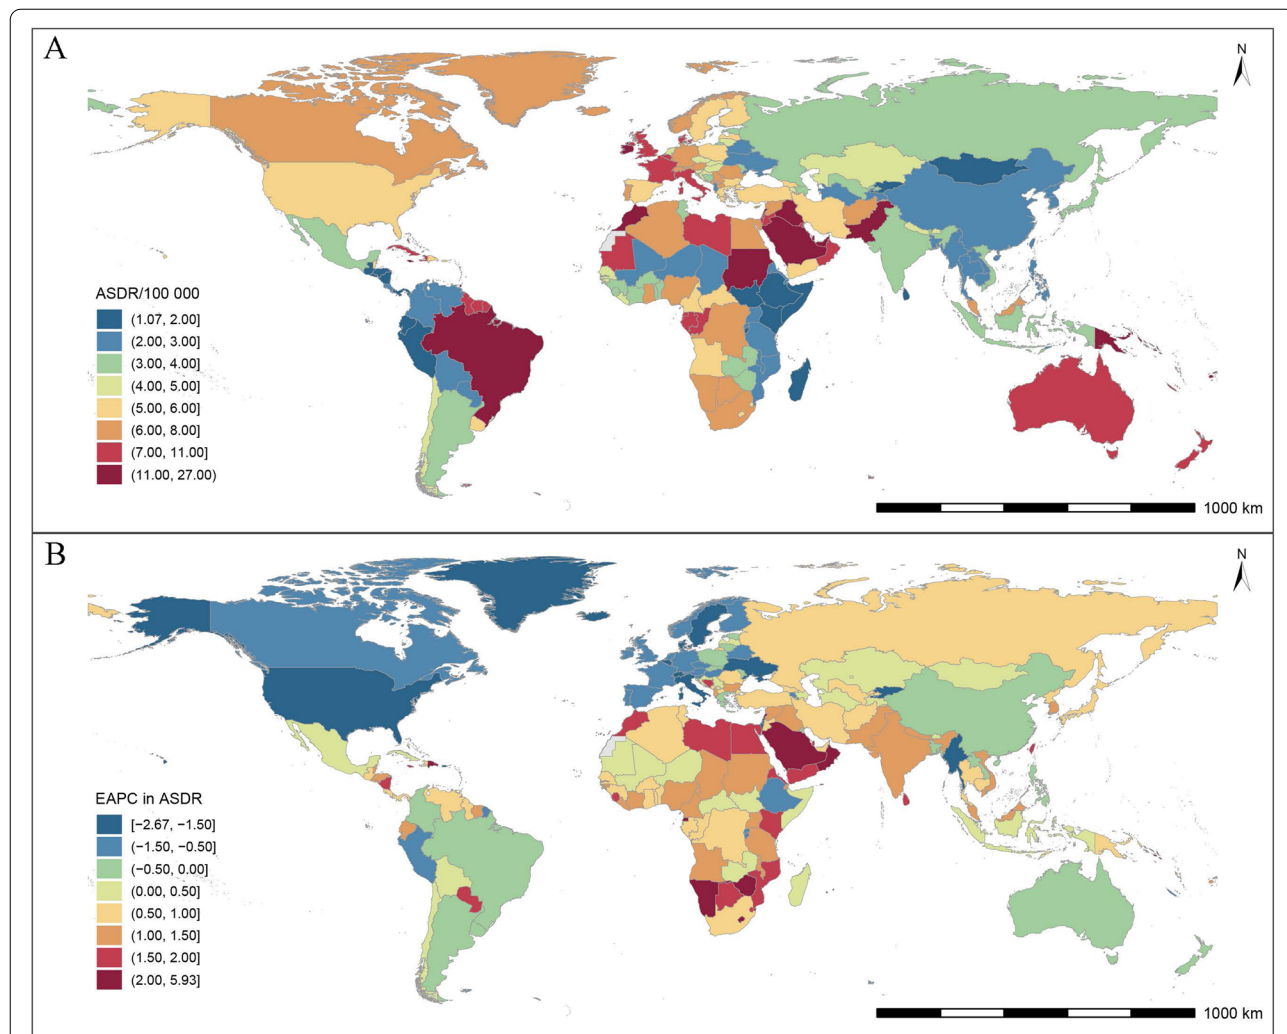 A
N
ASDR/100 000
(1.07, 2.00]
(2.00, 3.00]
(3.00, 4.00]
(4.00, 5.00]
(5.00, 6.00]
(6.00, 8.00]
(7.00, 11.00]
(11.00, 27.00)
1000 km
B
N
EAPC in ASDR
[−2.67, −1.50]
(−1.50, −0.50]
(−0.50, 0.00]
(0.00, 0.50]
(0.50, 1.00]
(1.00, 1.50]
(1.50, 2.00]
(2.00, 5.93]
1000 km